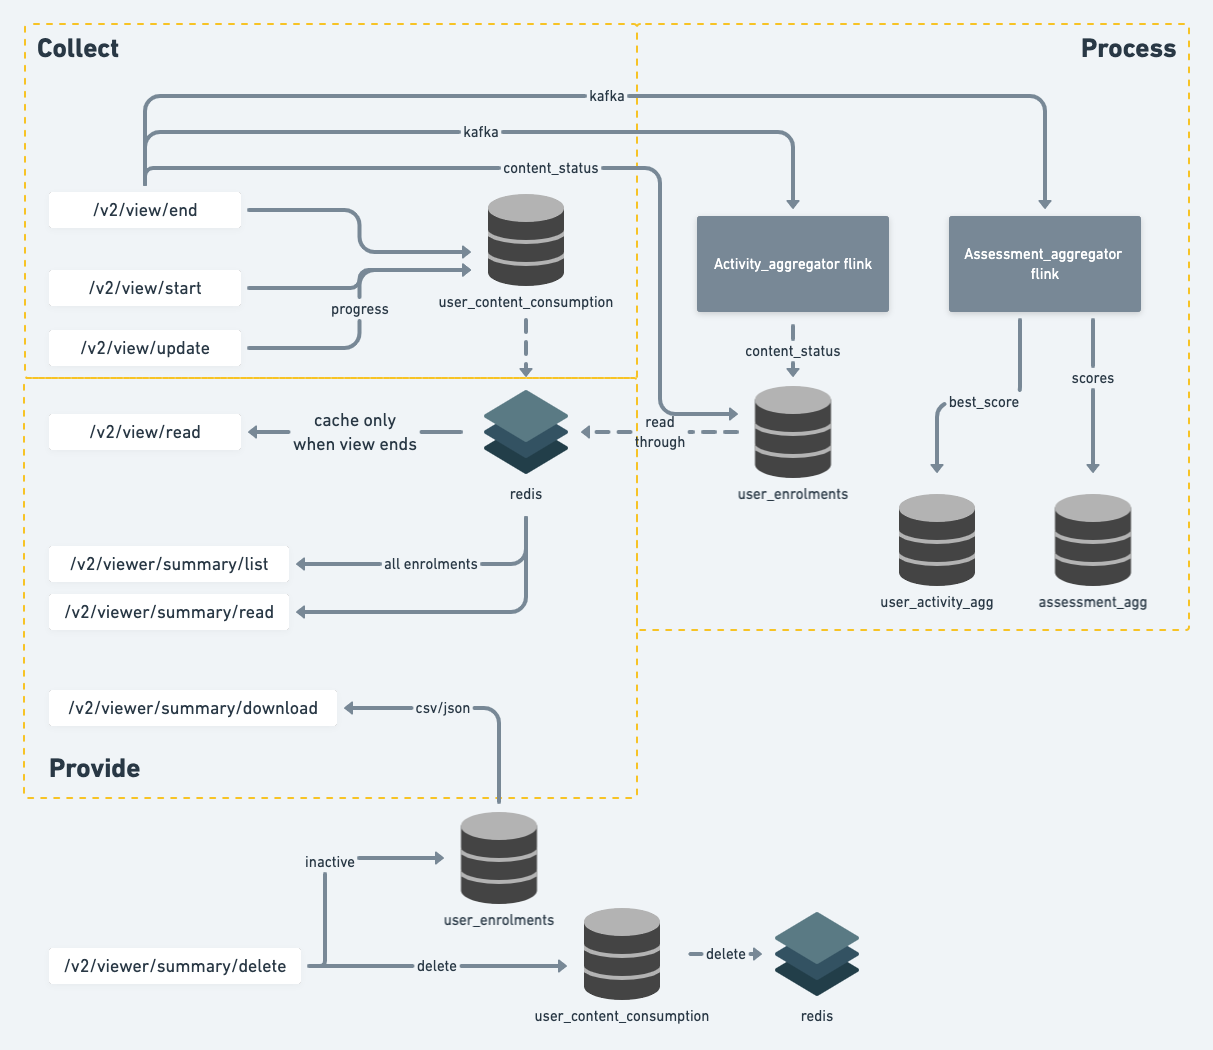 Collect
Process
kafka
kafka
content_status
/v2/view/end
/v2/view/start
progress
/v2/view/update
user_content_consumption
Activity_aggregator flink
Assessment_aggregator
flink
content_status
scores
best_score
/v2/view/read
cache only
when view ends
read
through
redis
user_enrolments
/v2/viewer/summary/list
all enrolments
/v2/viewer/summary/read
user_activity_agg
assessment_agg
/v2/viewer/summary/download
csv/json
Provide
inactive
user_enrolments
/v2/viewer/summary/delete
delete
delete
user_content_consumption
redis